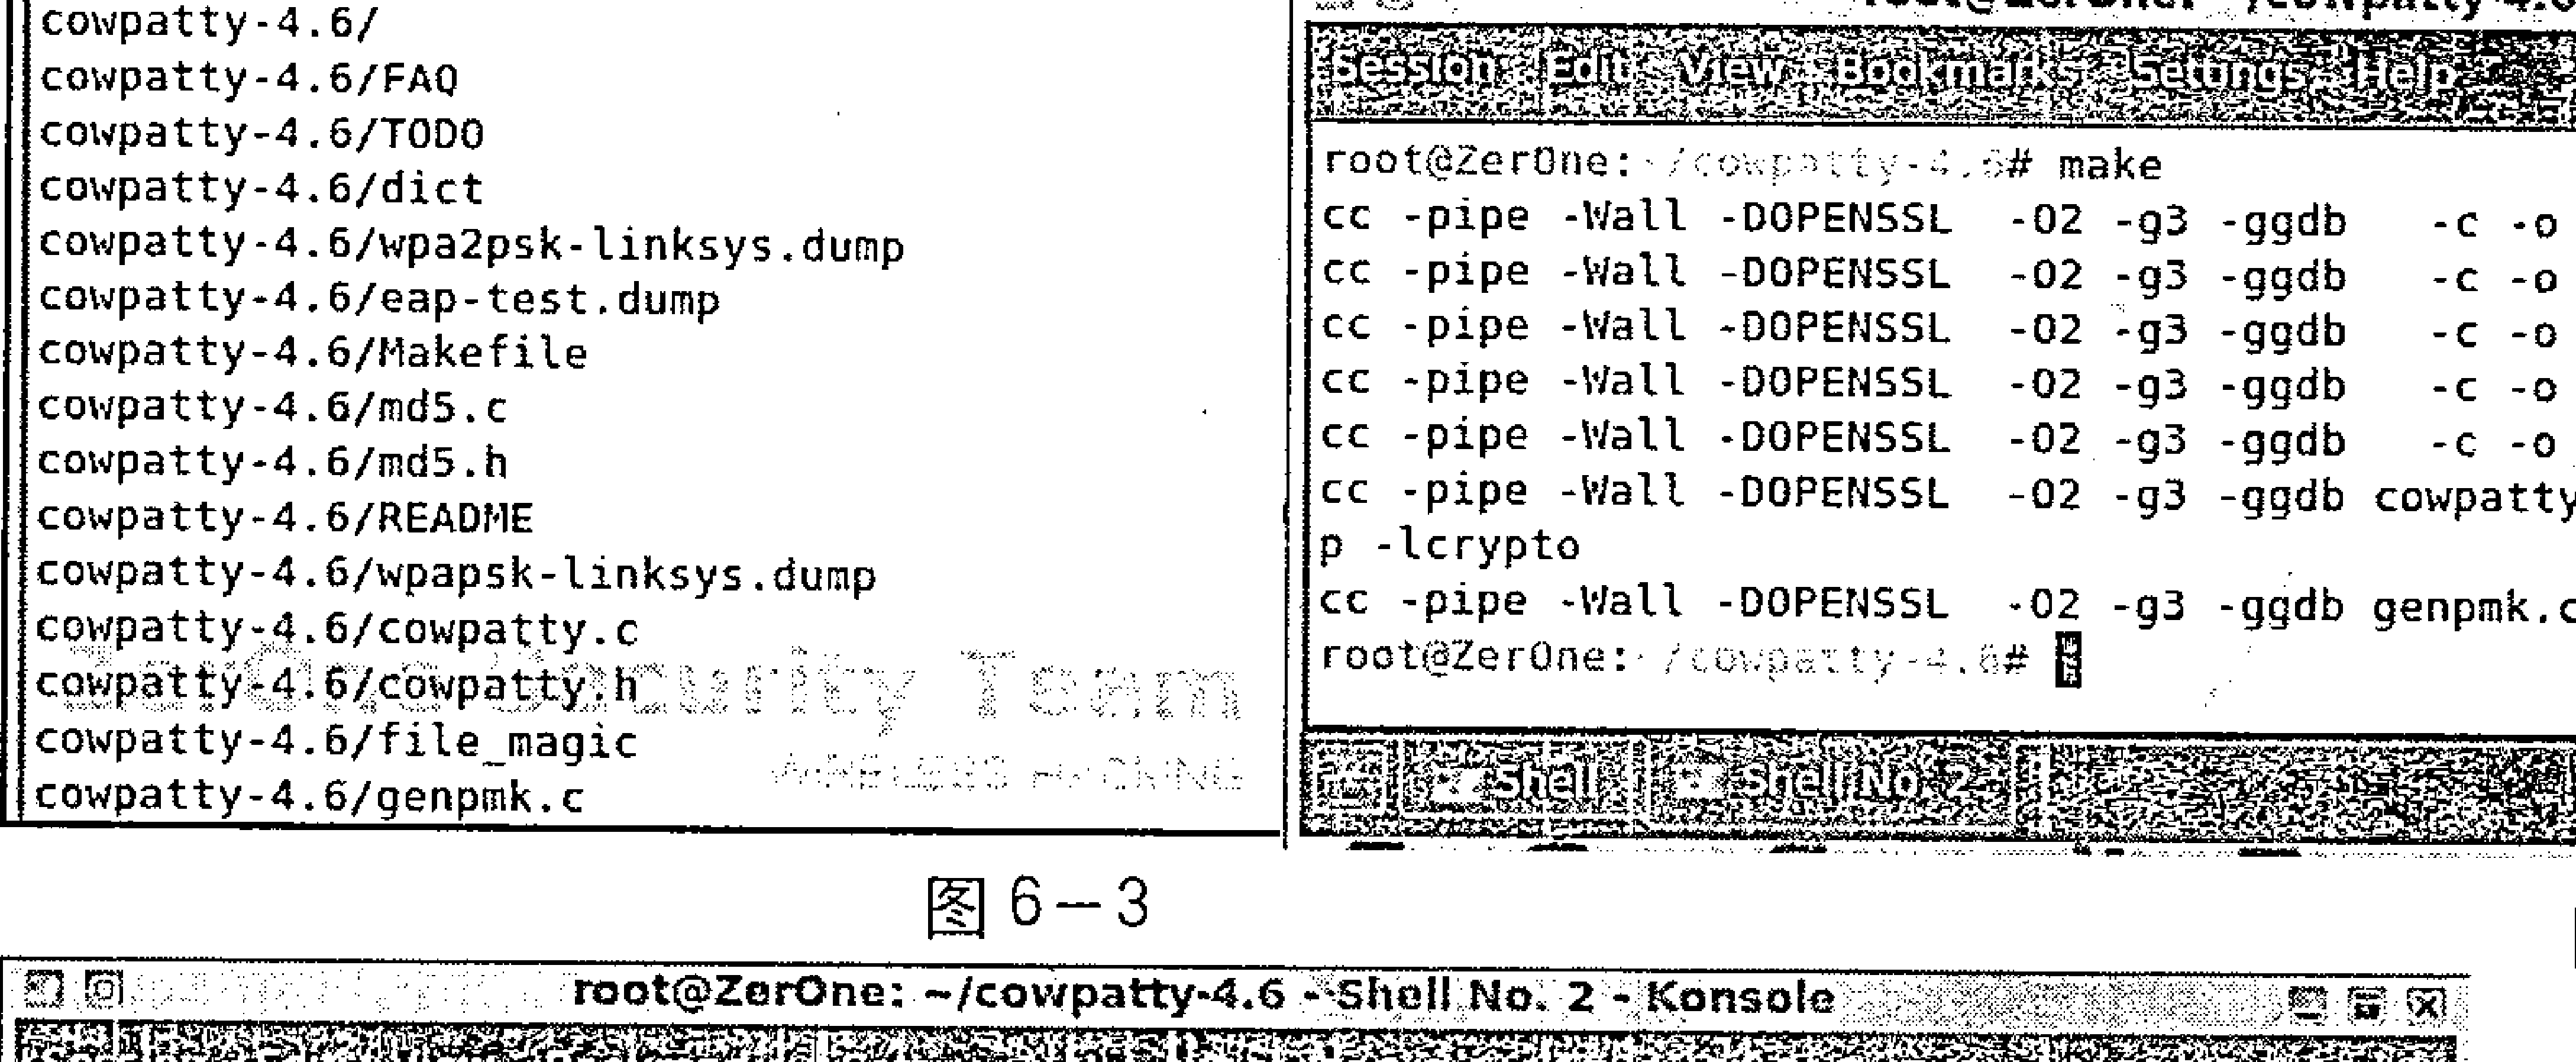 cowpatty-4.6/
cowpatty-4.6/FAQ
cowpatty-4.6/TODO
cowpatty-4.6/dict
cowpatty-4.6/wpa2psk-linksys.dump
cowpatty-4.6/eap-test.dump
cowpatty-4.6/Makefile
cowpatty-4.6/md5.c
cowpatty-4.6/md5.h
cowpatty-4.6/README
cowpatty-4.6/wpapsk-linksys.dump
cowpatty-4.6/cowpatty.c
cowpatty-4.6/cowpatty.h
cowpatty-4.6/file_magic
cowpatty-4.6/genpmk.c
ZerOne Security Team
WIRELESS HACKING
Session Edit View Bookmarks Settings Help
root@ZerOne:~/cowpatty-4.6# make
cc -pipe -Wall -DOPENSSL -O2 -g3 -ggdb -c -o
cc -pipe -Wall -DOPENSSL -O2 -g3 -ggdb -c -o
cc -pipe -Wall -DOPENSSL -O2 -g3 -ggdb -c -o
cc -pipe -Wall -DOPENSSL -O2 -g3 -ggdb -c -o
cc -pipe -Wall -DOPENSSL -O2 -g3 -ggdb -c -o
cc -pipe -Wall -DOPENSSL -O2 -g3 -ggdb cowpatty
p -lcrypto
cc -pipe -Wall -DOPENSSL -O2 -g3 -ggdb genpmk.c
root@ZerOne:~/cowpatty-4.6#
Shell Shell No. 2
图 6－3
root@ZerOne: ~/cowpatty-4.6 - Shell No. 2 - Konsole